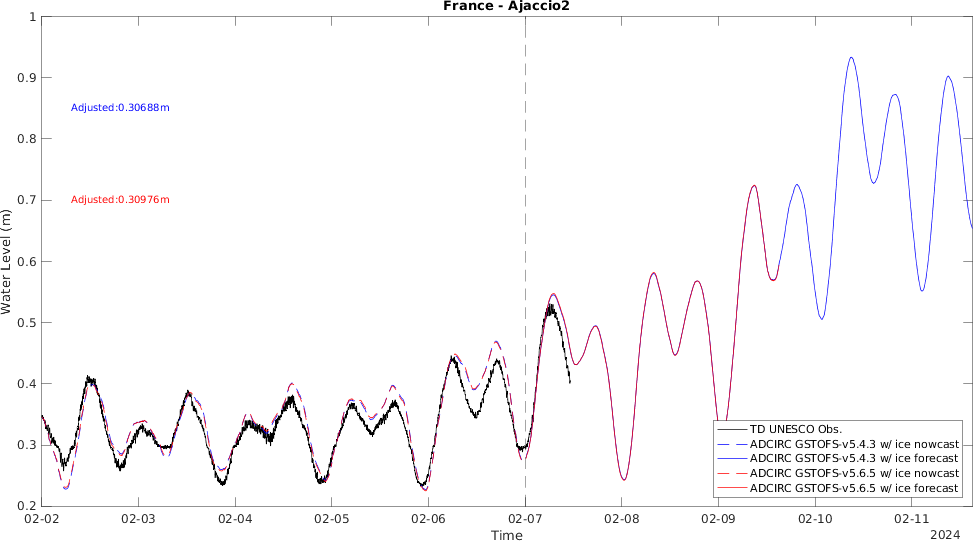 France - Ajaccio2
1
0.9
0.8
0.7
0.6
0.5
0.4
0.3
0.2
Water Level (m)
Adjusted:0.30688m
Adjusted:0.30976m
TD UNESCO Obs.
ADCIRC GSTOFS-v5.4.3 w/ ice nowcast
ADCIRC GSTOFS-v5.4.3 w/ ice forecast
ADCIRC GSTOFS-v5.6.5 w/ ice nowcast
ADCIRC GSTOFS-v5.6.5 w/ ice forecast
02-02 02-03 02-04 02-05 02-06 02-07 02-08 02-09 02-10 02-11
Time
2024